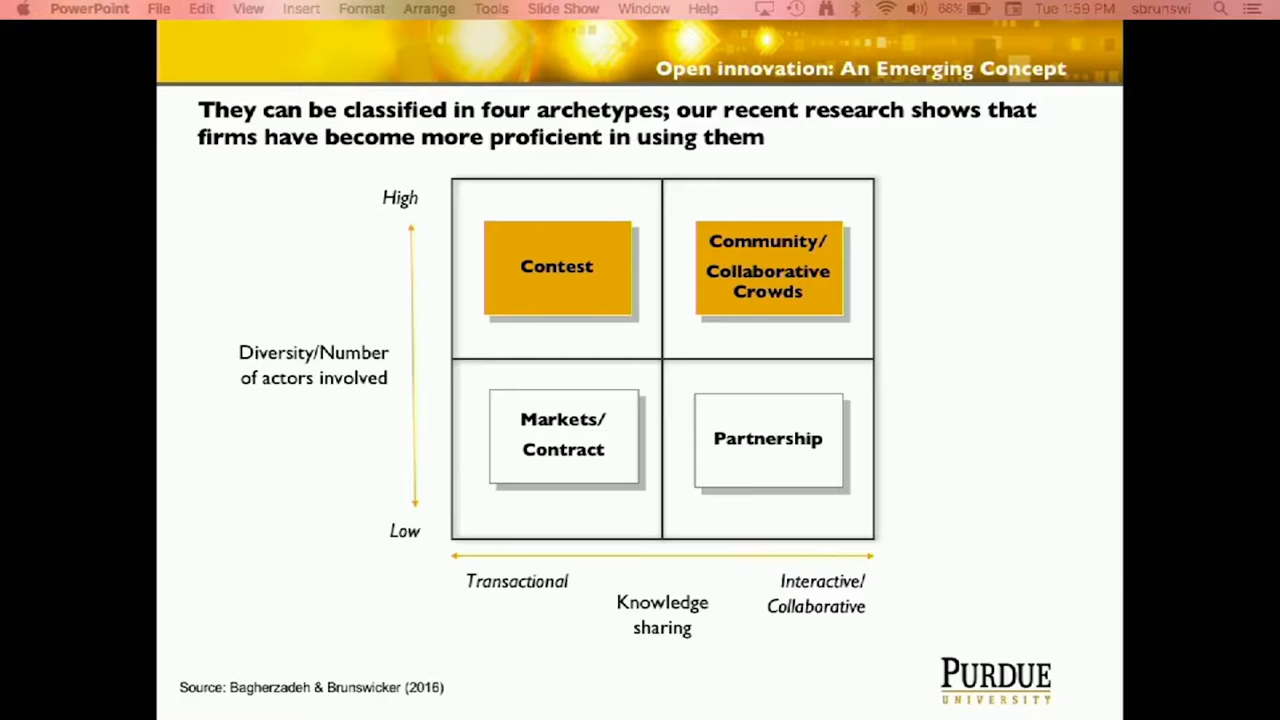 PowerPoint File Edit View Insert Format Arrange Tools Slide Show Window Help 68% Tue 1:59 PM sbrunswi
Open innovation: An Emerging Concept
They can be classified in four archetypes; our recent research shows that
firms have become more proficient in using them
High
Contest
Community/
Collaborative
Crowds
Diversity/Number
of actors involved
Markets/
Contract
Partnership
Low
Transactional
Interactive/
Collaborative
Knowledge
sharing
Source: Bagherzadeh & Brunswicker (2016)
PURDUE
UNIVERSITY